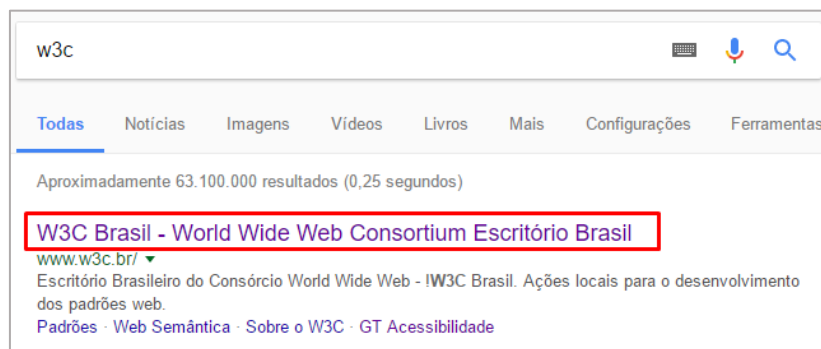 w3c
Todas Notícias Imagens Vídeos Livros Mais Configurações Ferramentas
Aproximadamente 63.100.000 resultados (0,25 segundos)
W3C Brasil - World Wide Web Consortium Escritório Brasil
www.w3c.br/
Escritório Brasileiro do Consórcio World Wide Web - !W3C Brasil. Ações locais para o desenvolvimento
dos padrões web.
Padrões · Web Semântica · Sobre o W3C · GT Acessibilidade